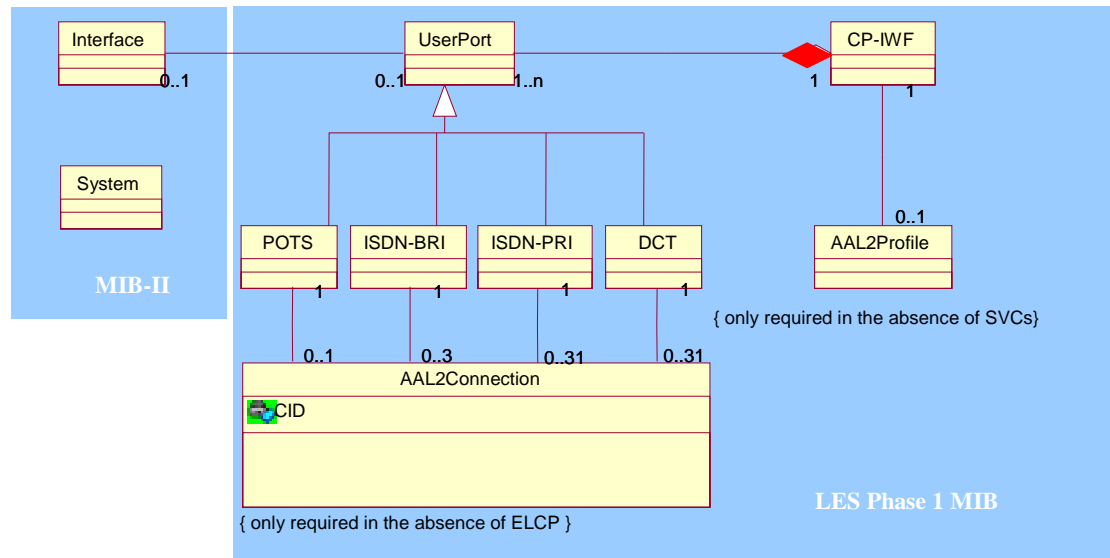 Interface
UserPort
CP-IWF
0..1
0..1
1..n
1
1
System
0..1
POTS
ISDN-BRI
ISDN-PRI
DCT
AAL2Profile
MIB-II
1
1
1
1
{ only required in the absence of SVCs}
0..1
0..3
0..31
0..31
AAL2Connection
CID
LES Phase 1 MIB
{ only required in the absence of ELCP }